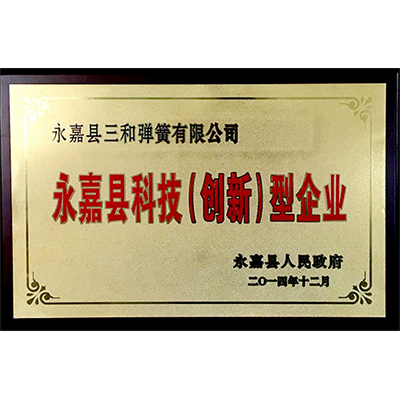 永嘉县三和弹簧有限公司
永嘉县科技(创新)型企业
永嘉县人民政府
二〇一四年十二月